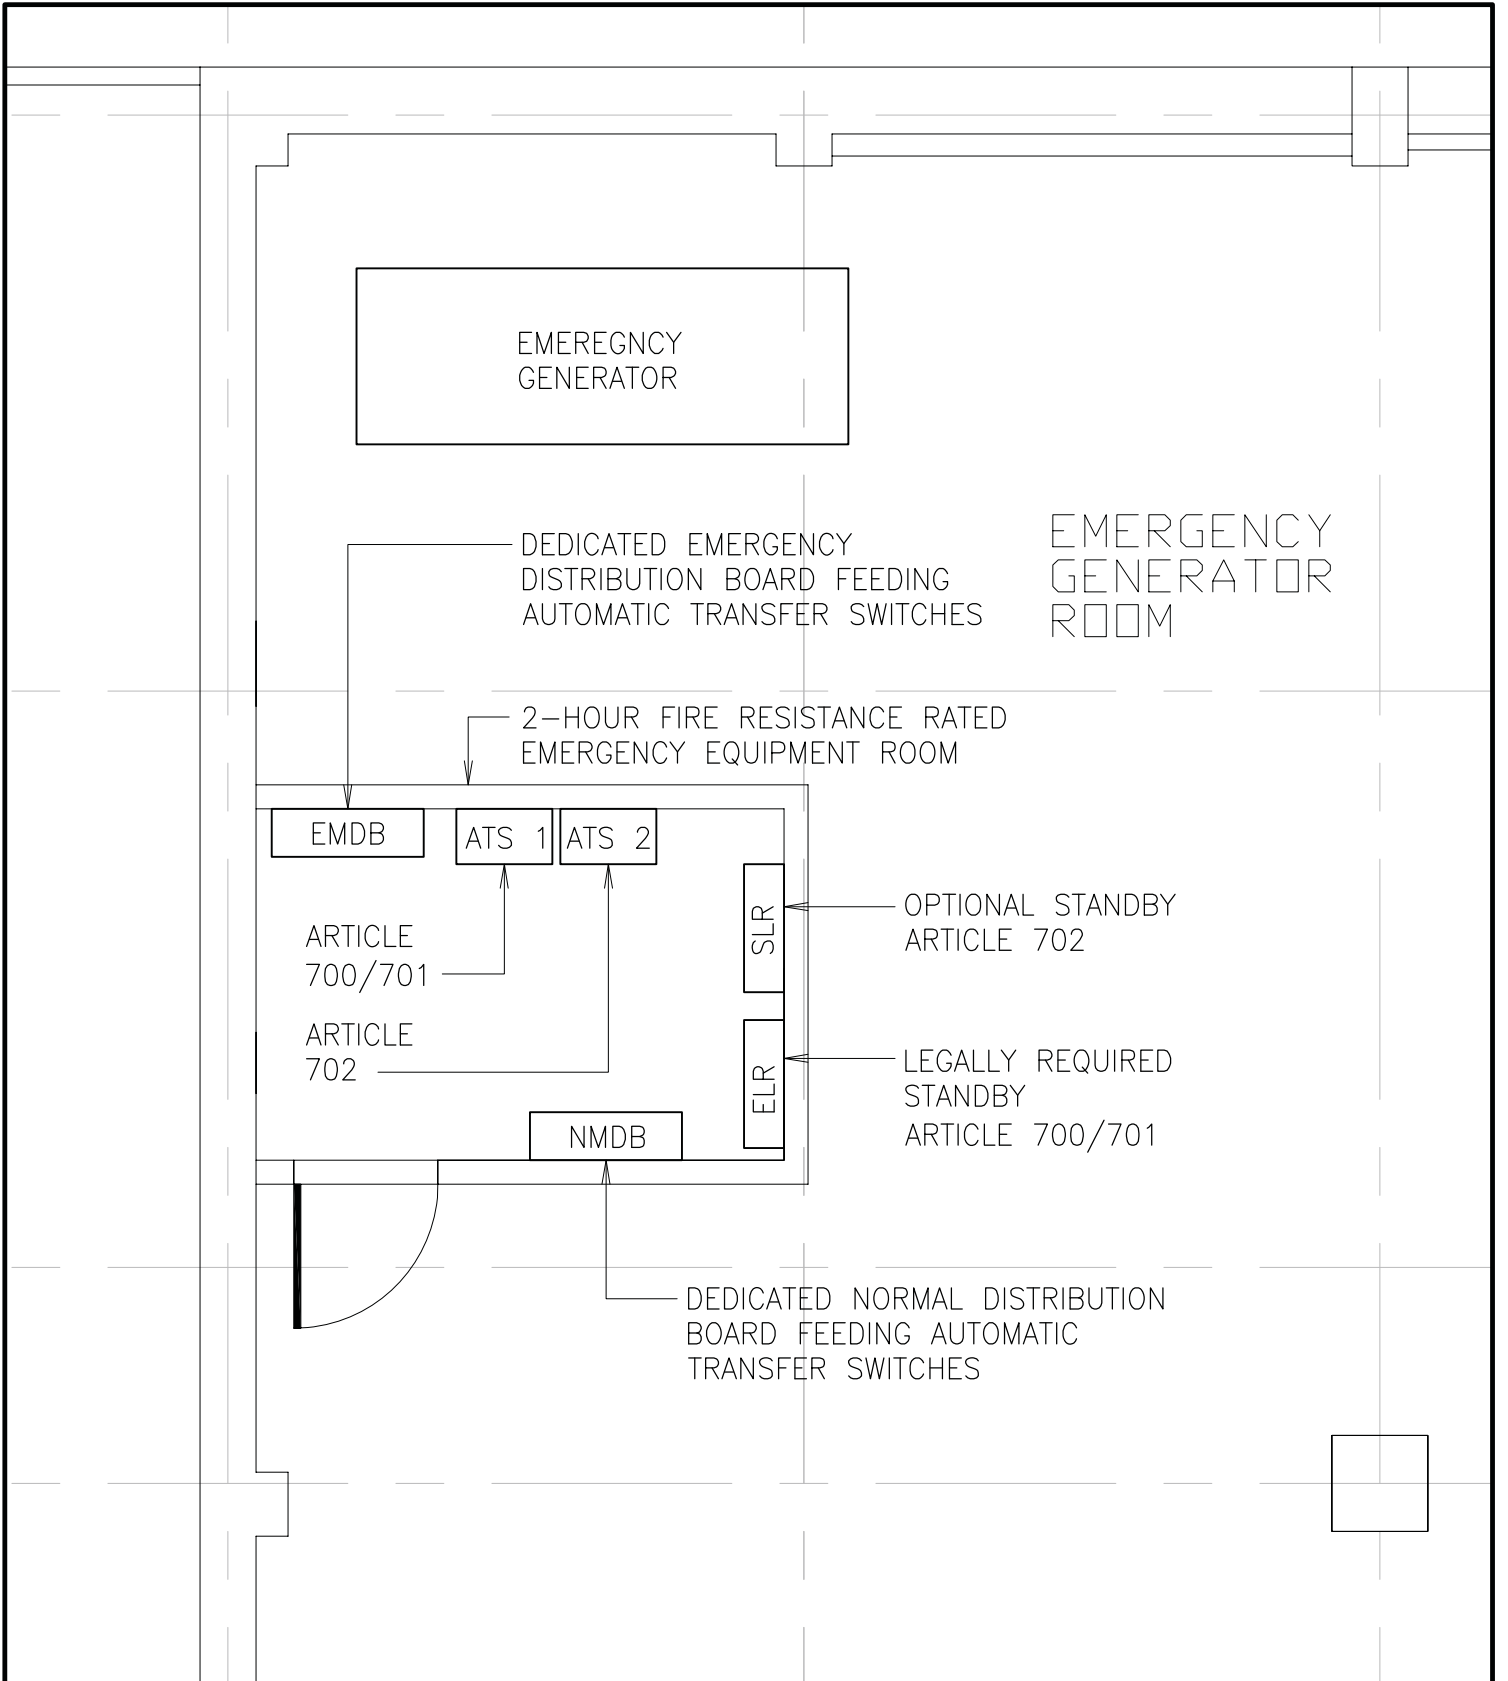 EMEREGNCY
GENERATOR
DEDICATED EMERGENCY
DISTRIBUTION BOARD FEEDING
AUTOMATIC TRANSFER SWITCHES
EMERGENCY
GENERATOR
ROOM
2-HOUR FIRE RESISTANCE RATED
EMERGENCY EQUIPMENT ROOM
EMDB
ATS 1
ATS 2
ARTICLE
700/701
ARTICLE
702
SLR
OPTIONAL STANDBY
ARTICLE 702
ELR
LEGALLY REQUIRED
STANDBY
ARTICLE 700/701
NMDB
DEDICATED NORMAL DISTRIBUTION
BOARD FEEDING AUTOMATIC
TRANSFER SWITCHES